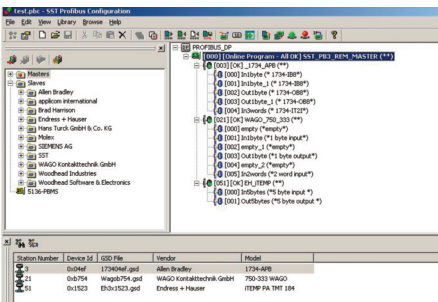 test.pbc - SST Profibus Configuration
File Edit View Library Browse Help Online Window
PROFIBUS_DP
[000] [Online Program - All OK] SST_PB3_REM_MASTER (**)
[003] [OK] _1734_APB (**)
[000] In1byte (* 1734-IB8*)
[001] In1byte_1 (* 1734-IB8*)
[002] Out1byte (* 1734-OB8*)
[003] Out1byte_1 (* 1734-OB8*)
[004] In3words (* 1734-IT2I*)
[021] [OK] WAGO_750_333 (**)
[000] empty (*empty*)
[001] In1byte (*1 byte input*)
[002] empty_1 (*empty*)
[003] Out1byte (*1 byte output*)
[004] empty_2 (*empty*)
[005] In2words (*2 word input*)
[051] [OK] EH_iTEMP (**)
[000] In5bytes (*5 byte input *)
[001] Out5bytes (*5 byte output *)
Masters
Slaves
Allen Bradley
applicom international
Brad Harrison
Endress + Hauser
Hans Turck GmbH & Co. KG
Molex
SIEMENS AG
SST
WAGO Kontakttechnik GmbH
Woodhead Industries
Woodhead Software & Electronics
5136-PBMS
Station Number Device Id GSD File Vendor Model
3 0x04ef 173404ef.gsd Allen Bradley 1734-APB
21 0xb754 Wagob754.gsd WAGO Kontakttechnik GmbH 750-333 WAGO
51 0x1523 Eh3x1523.gsd Endress + Hauser iTEMP PA TMT 184